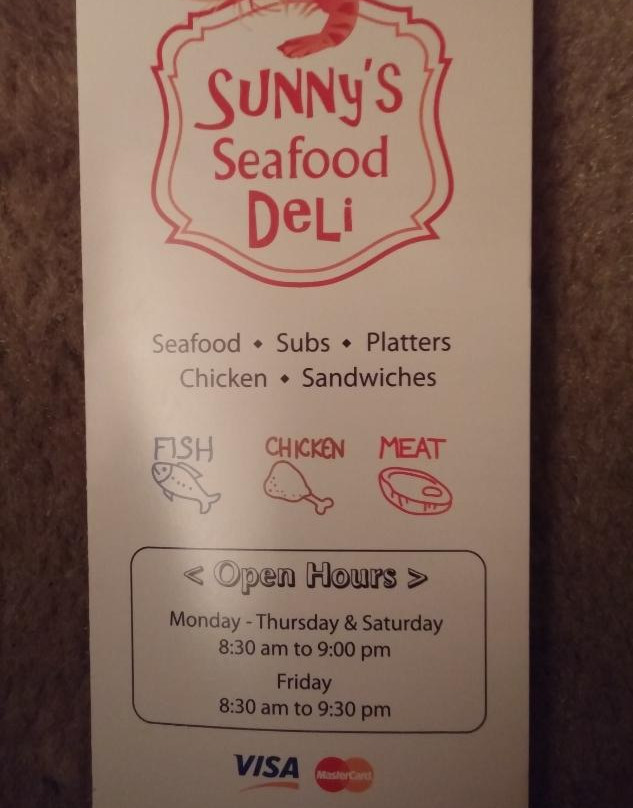 SUNNy'S
Seafood
DeLi
Seafood • Subs • Platters
Chicken • Sandwiches
FISH CHICKEN MEAT
< Open Hours >
Monday - Thursday & Saturday
8:30 am to 9:00 pm
Friday
8:30 am to 9:30 pm
VISA MasterCard